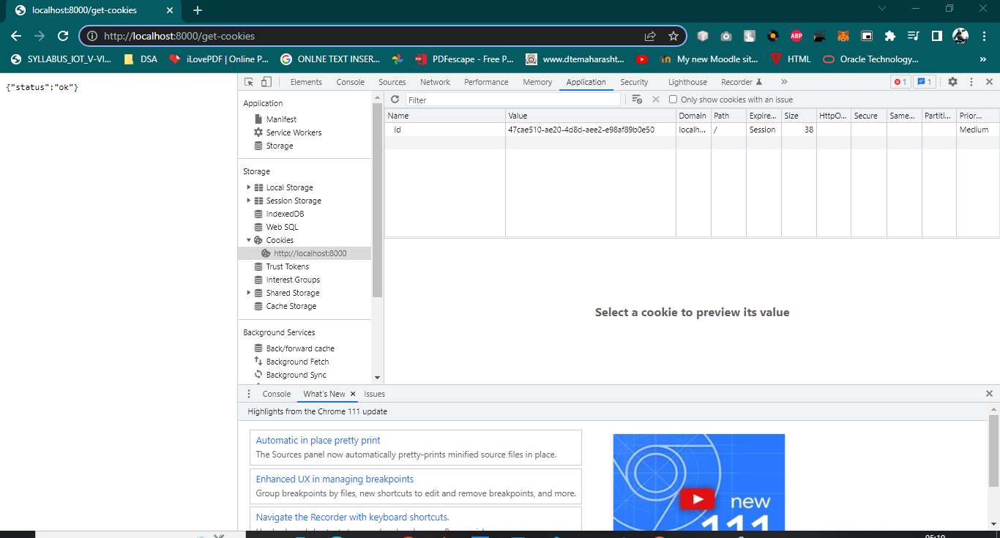 localhost:8000/get-cookies
http://localhost:8000/get-cookies
ABP
SYLLABUS_IOT_V-VI... DSA iLovePDF | Online P... ONLNE TEXT INSER... PDF PDFescape - Free P... www.dtemaharasht... My new Moodle sit... HTML Oracle Technology... »
{"status":"ok"}
Elements Console Sources Network Performance Memory Application Security Lighthouse Recorder » 1 1
Application
Manifest
Service Workers
Storage
Storage
Local Storage
Session Storage
IndexedDB
Web SQL
Cookies
http://localhost:8000
Trust Tokens
Interest Groups
Shared Storage
Cache Storage
Background Services
Back/forward cache
Background Fetch
Background Sync
Filter Only show cookies with an issue
Name Value Domain Path Expire... Size HttpO... Secure Same... Partiti... Prior...
id 47cae510-ae20-4d8d-aee2-e98af89b0e50 localh... / Session 38 Medium
Select a cookie to preview its value
Console What's New Issues
Highlights from the Chrome 111 update
Automatic in place pretty print
The Sources panel now automatically pretty-prints minified source files in place.
Enhanced UX in managing breakpoints
Group breakpoints by files, new shortcuts to edit and remove breakpoints, and more.
Navigate the Recorder with keyboard shortcuts.
new
111